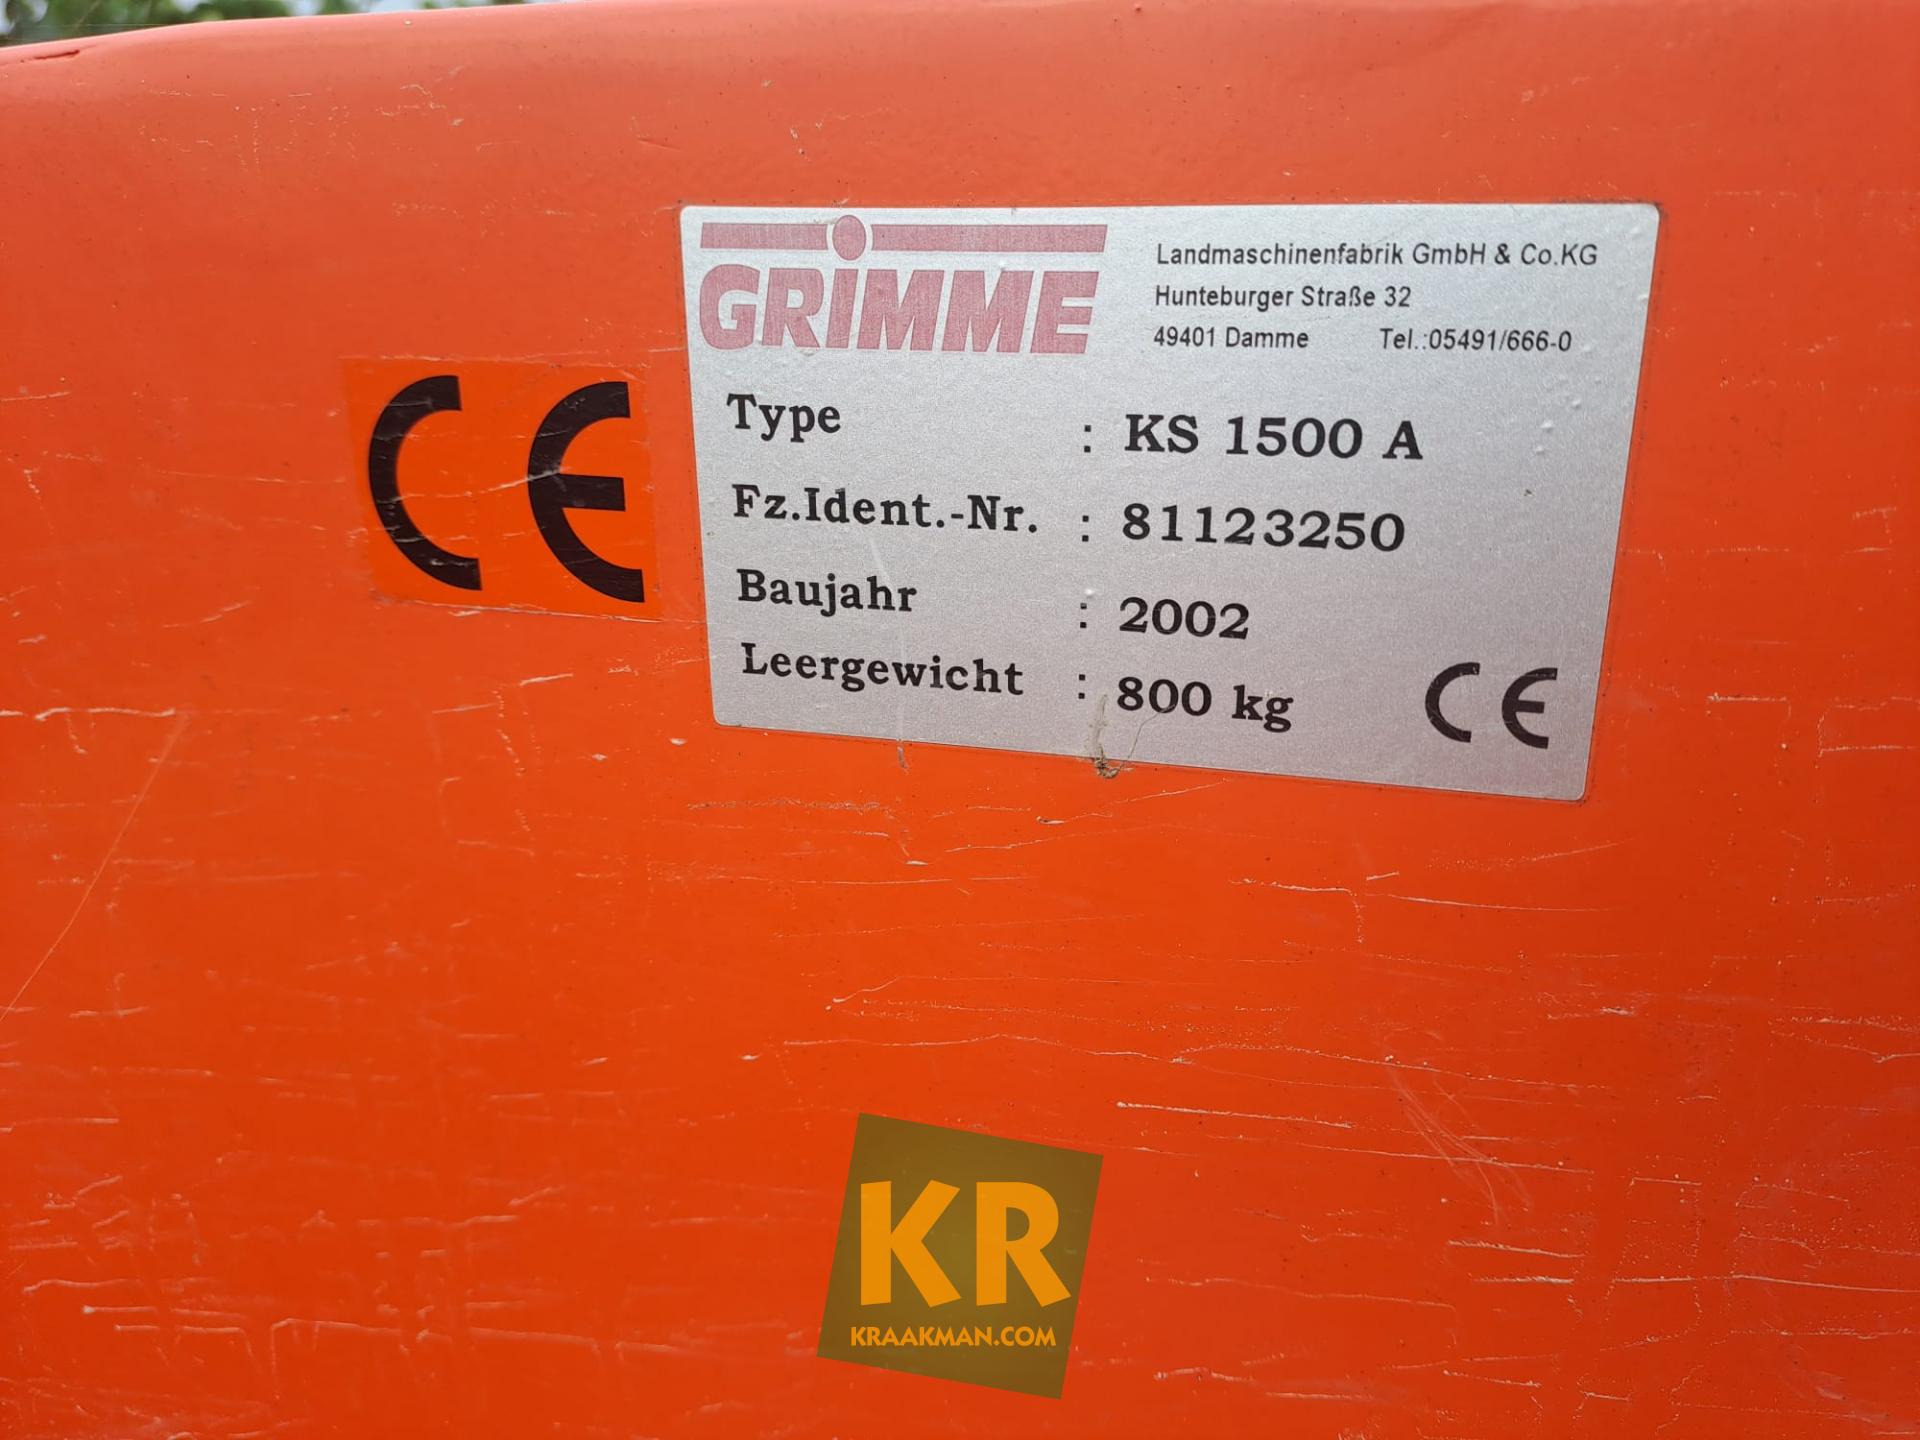 GRIMME
Landmaschinenfabrik GmbH & Co.KG
Hunteburger Straße 32
49401 Damme Tel.:05491/666-0
CE
Type : KS 1500 A
Fz.Ident.-Nr. : 81123250
Baujahr : 2002
Leergewicht : 800 kg
CE
KR
KRAAKMAN.COM